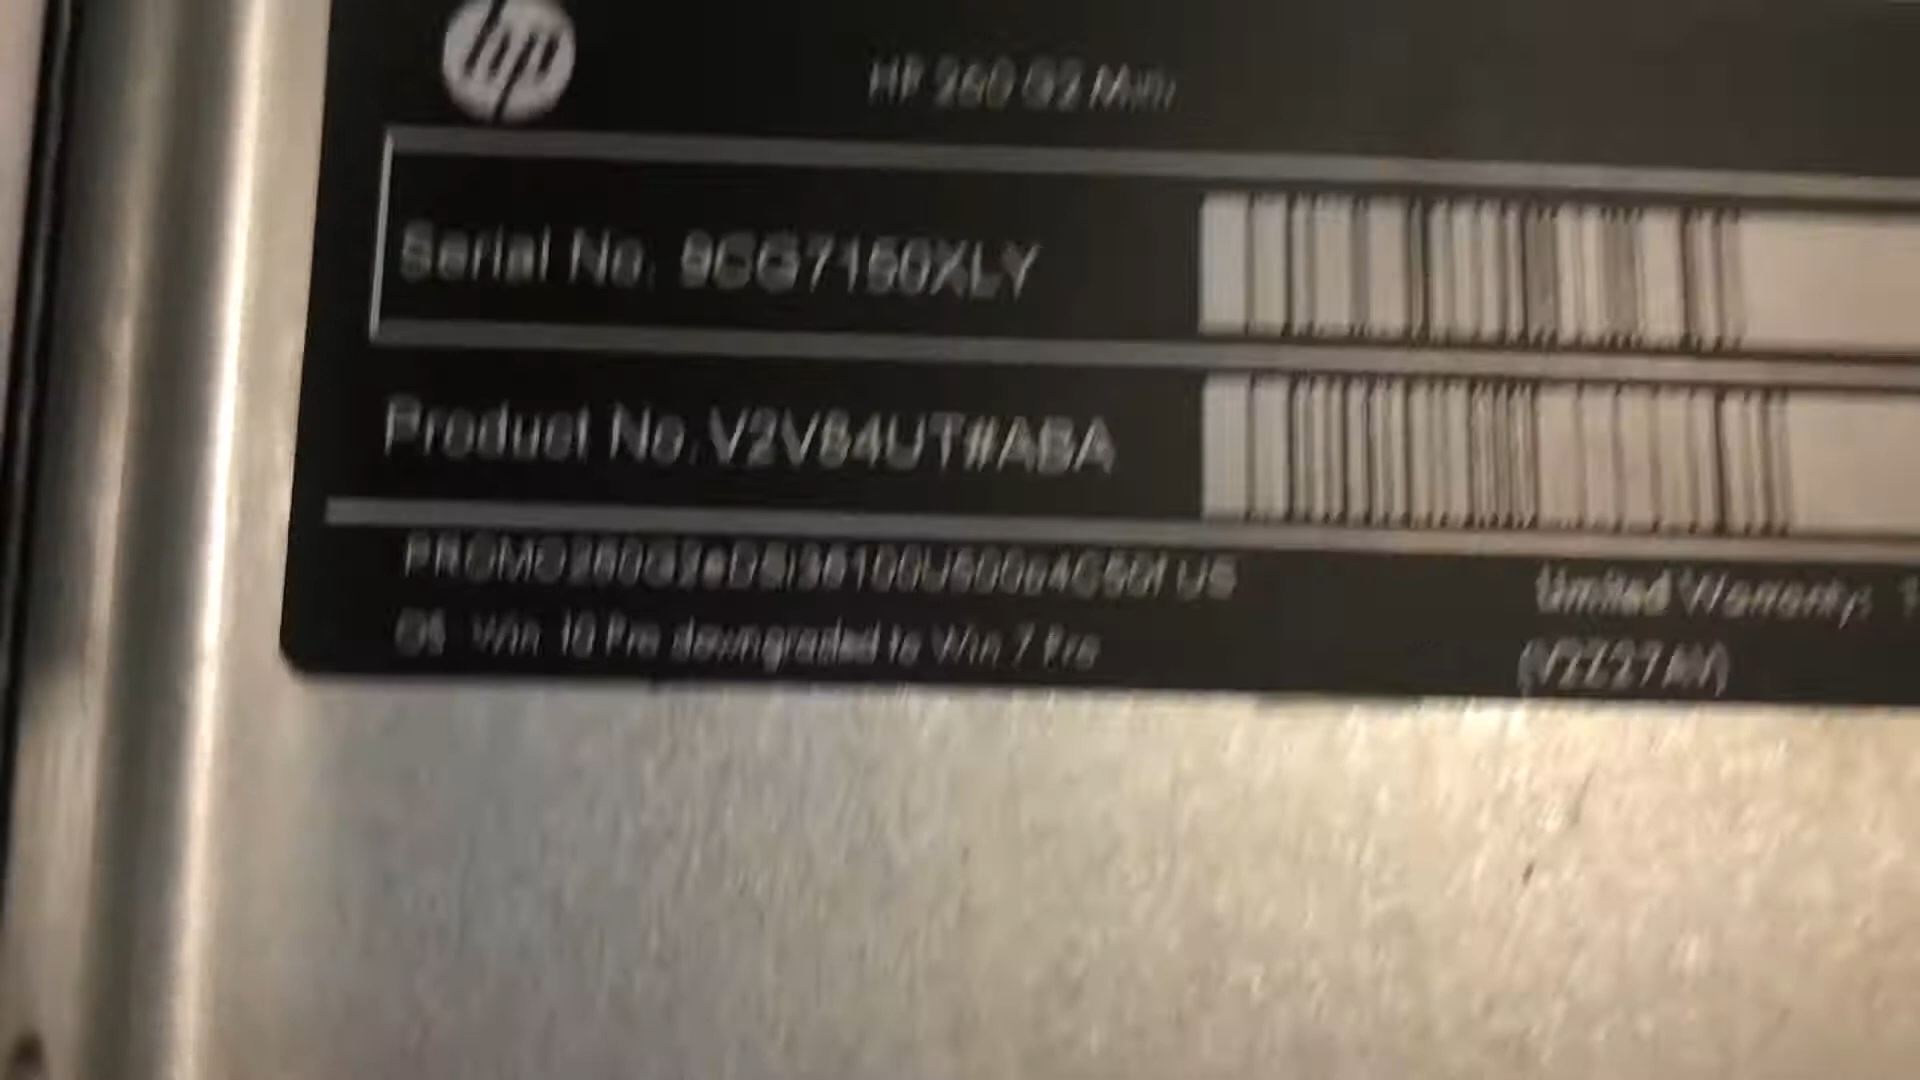 hp
HP 260 G2 Mini
Serial No.
Product No. V2V84UT#ABA
OS Win 10 Pro downgraded to Win 7 Pro
Limited Warranty:
(V2Z27AV)